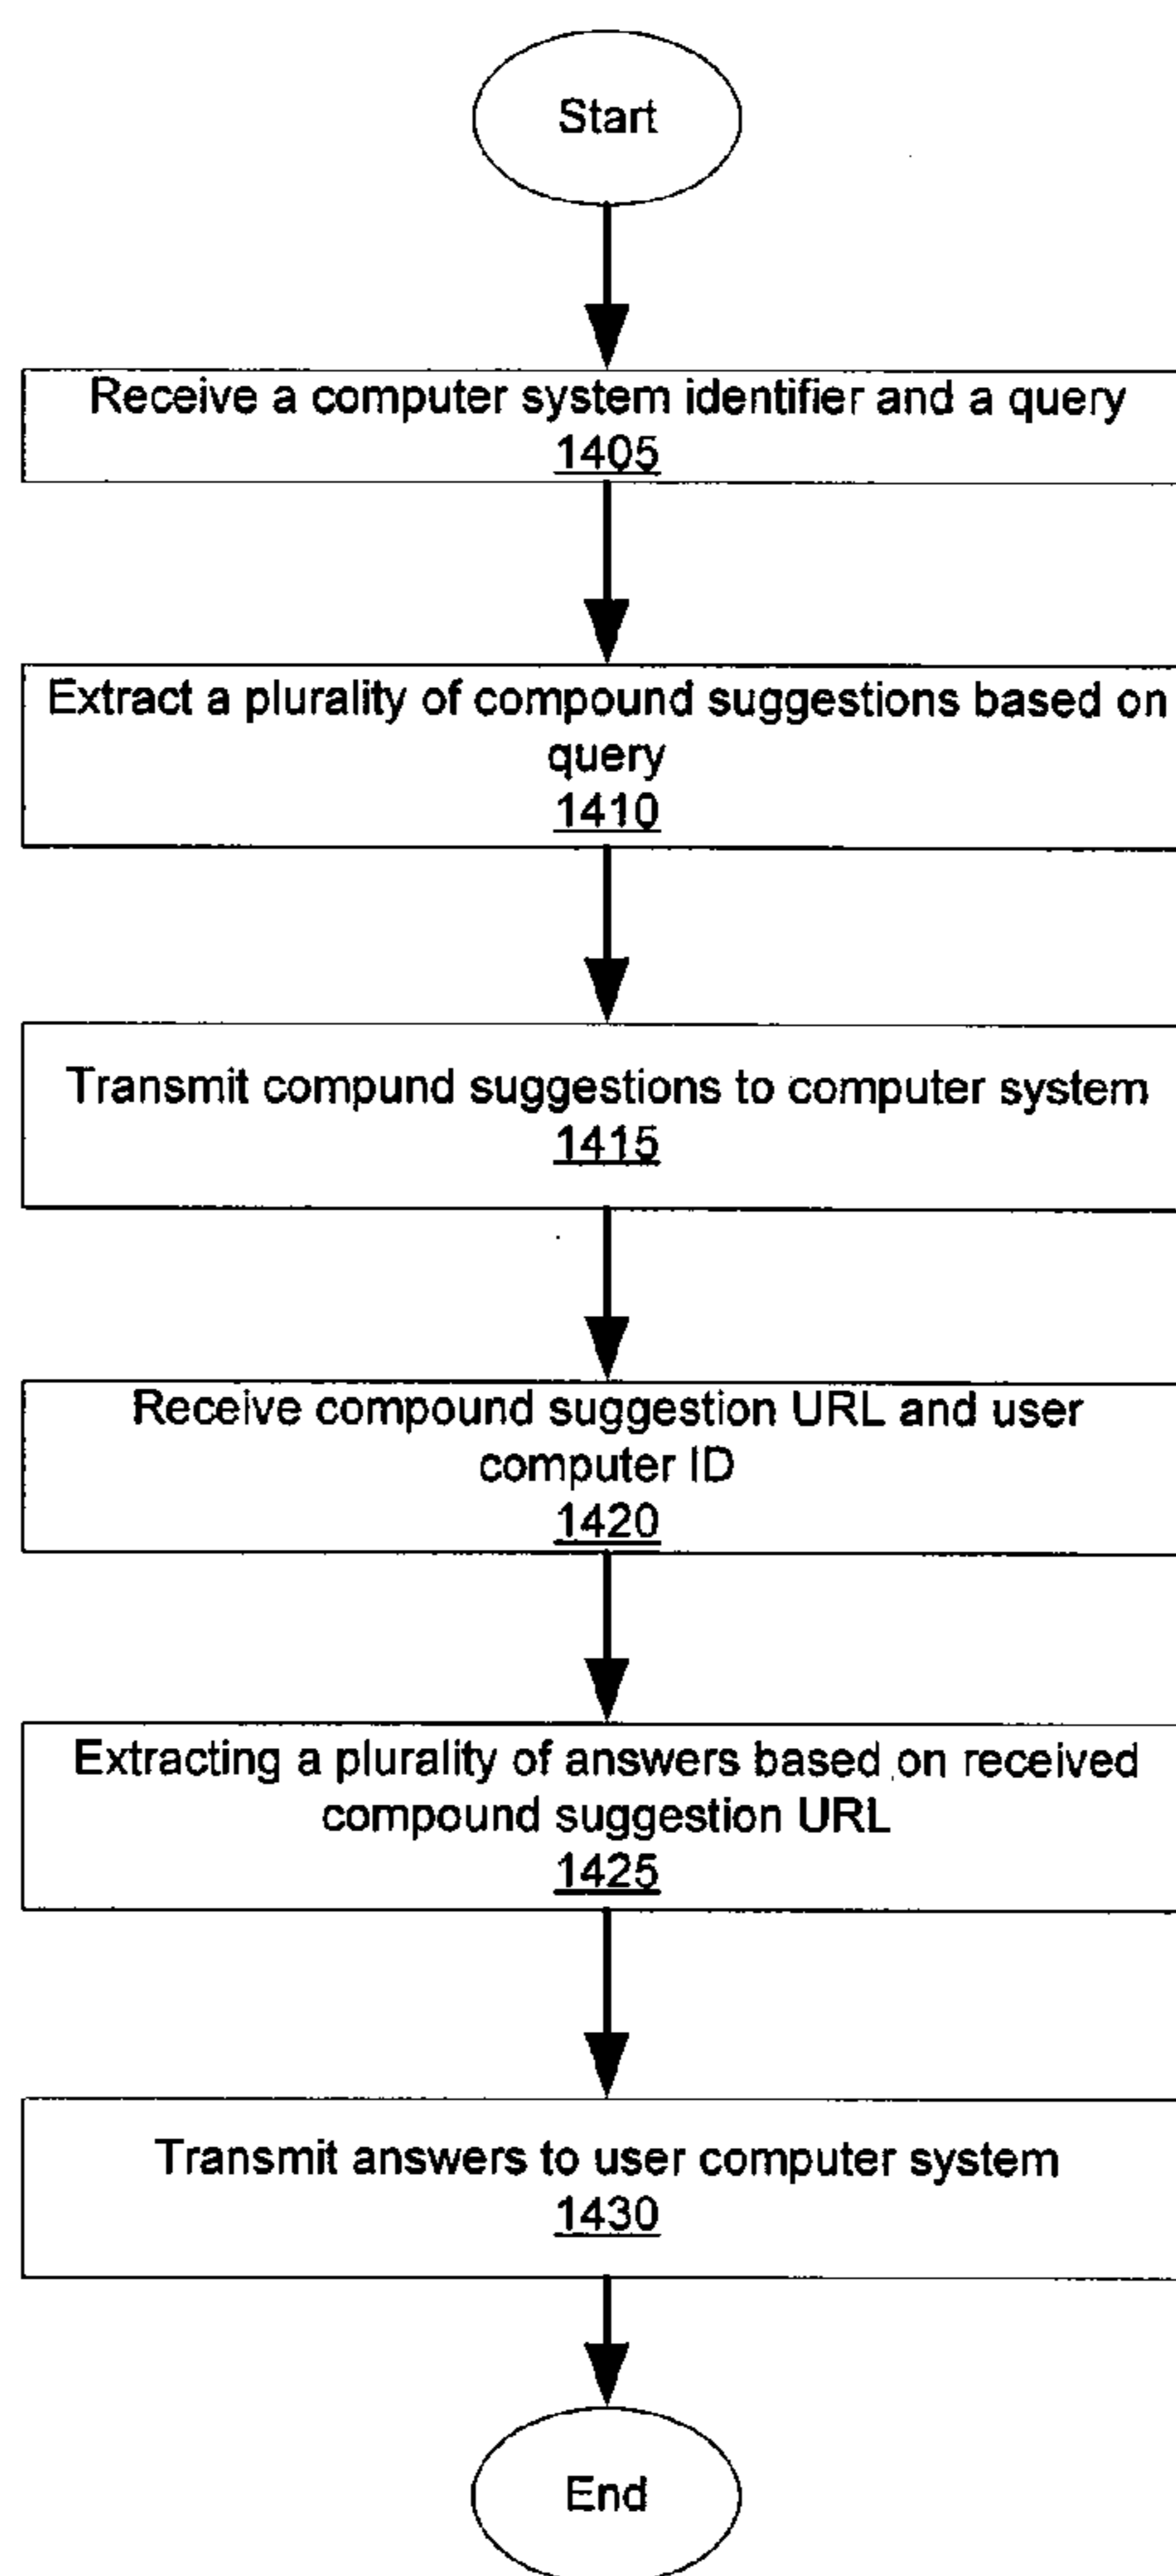 Start
Receive a computer system identifier and a query
1405
Extract a plurality of compound suggestions based on
query
1410
Transmit compund suggestions to computer system
1415
Receive compound suggestion URL and user
computer ID
1420
Extracting a plurality of answers based on received
compound suggestion URL
1425
Transmit answers to user computer system
1430
End